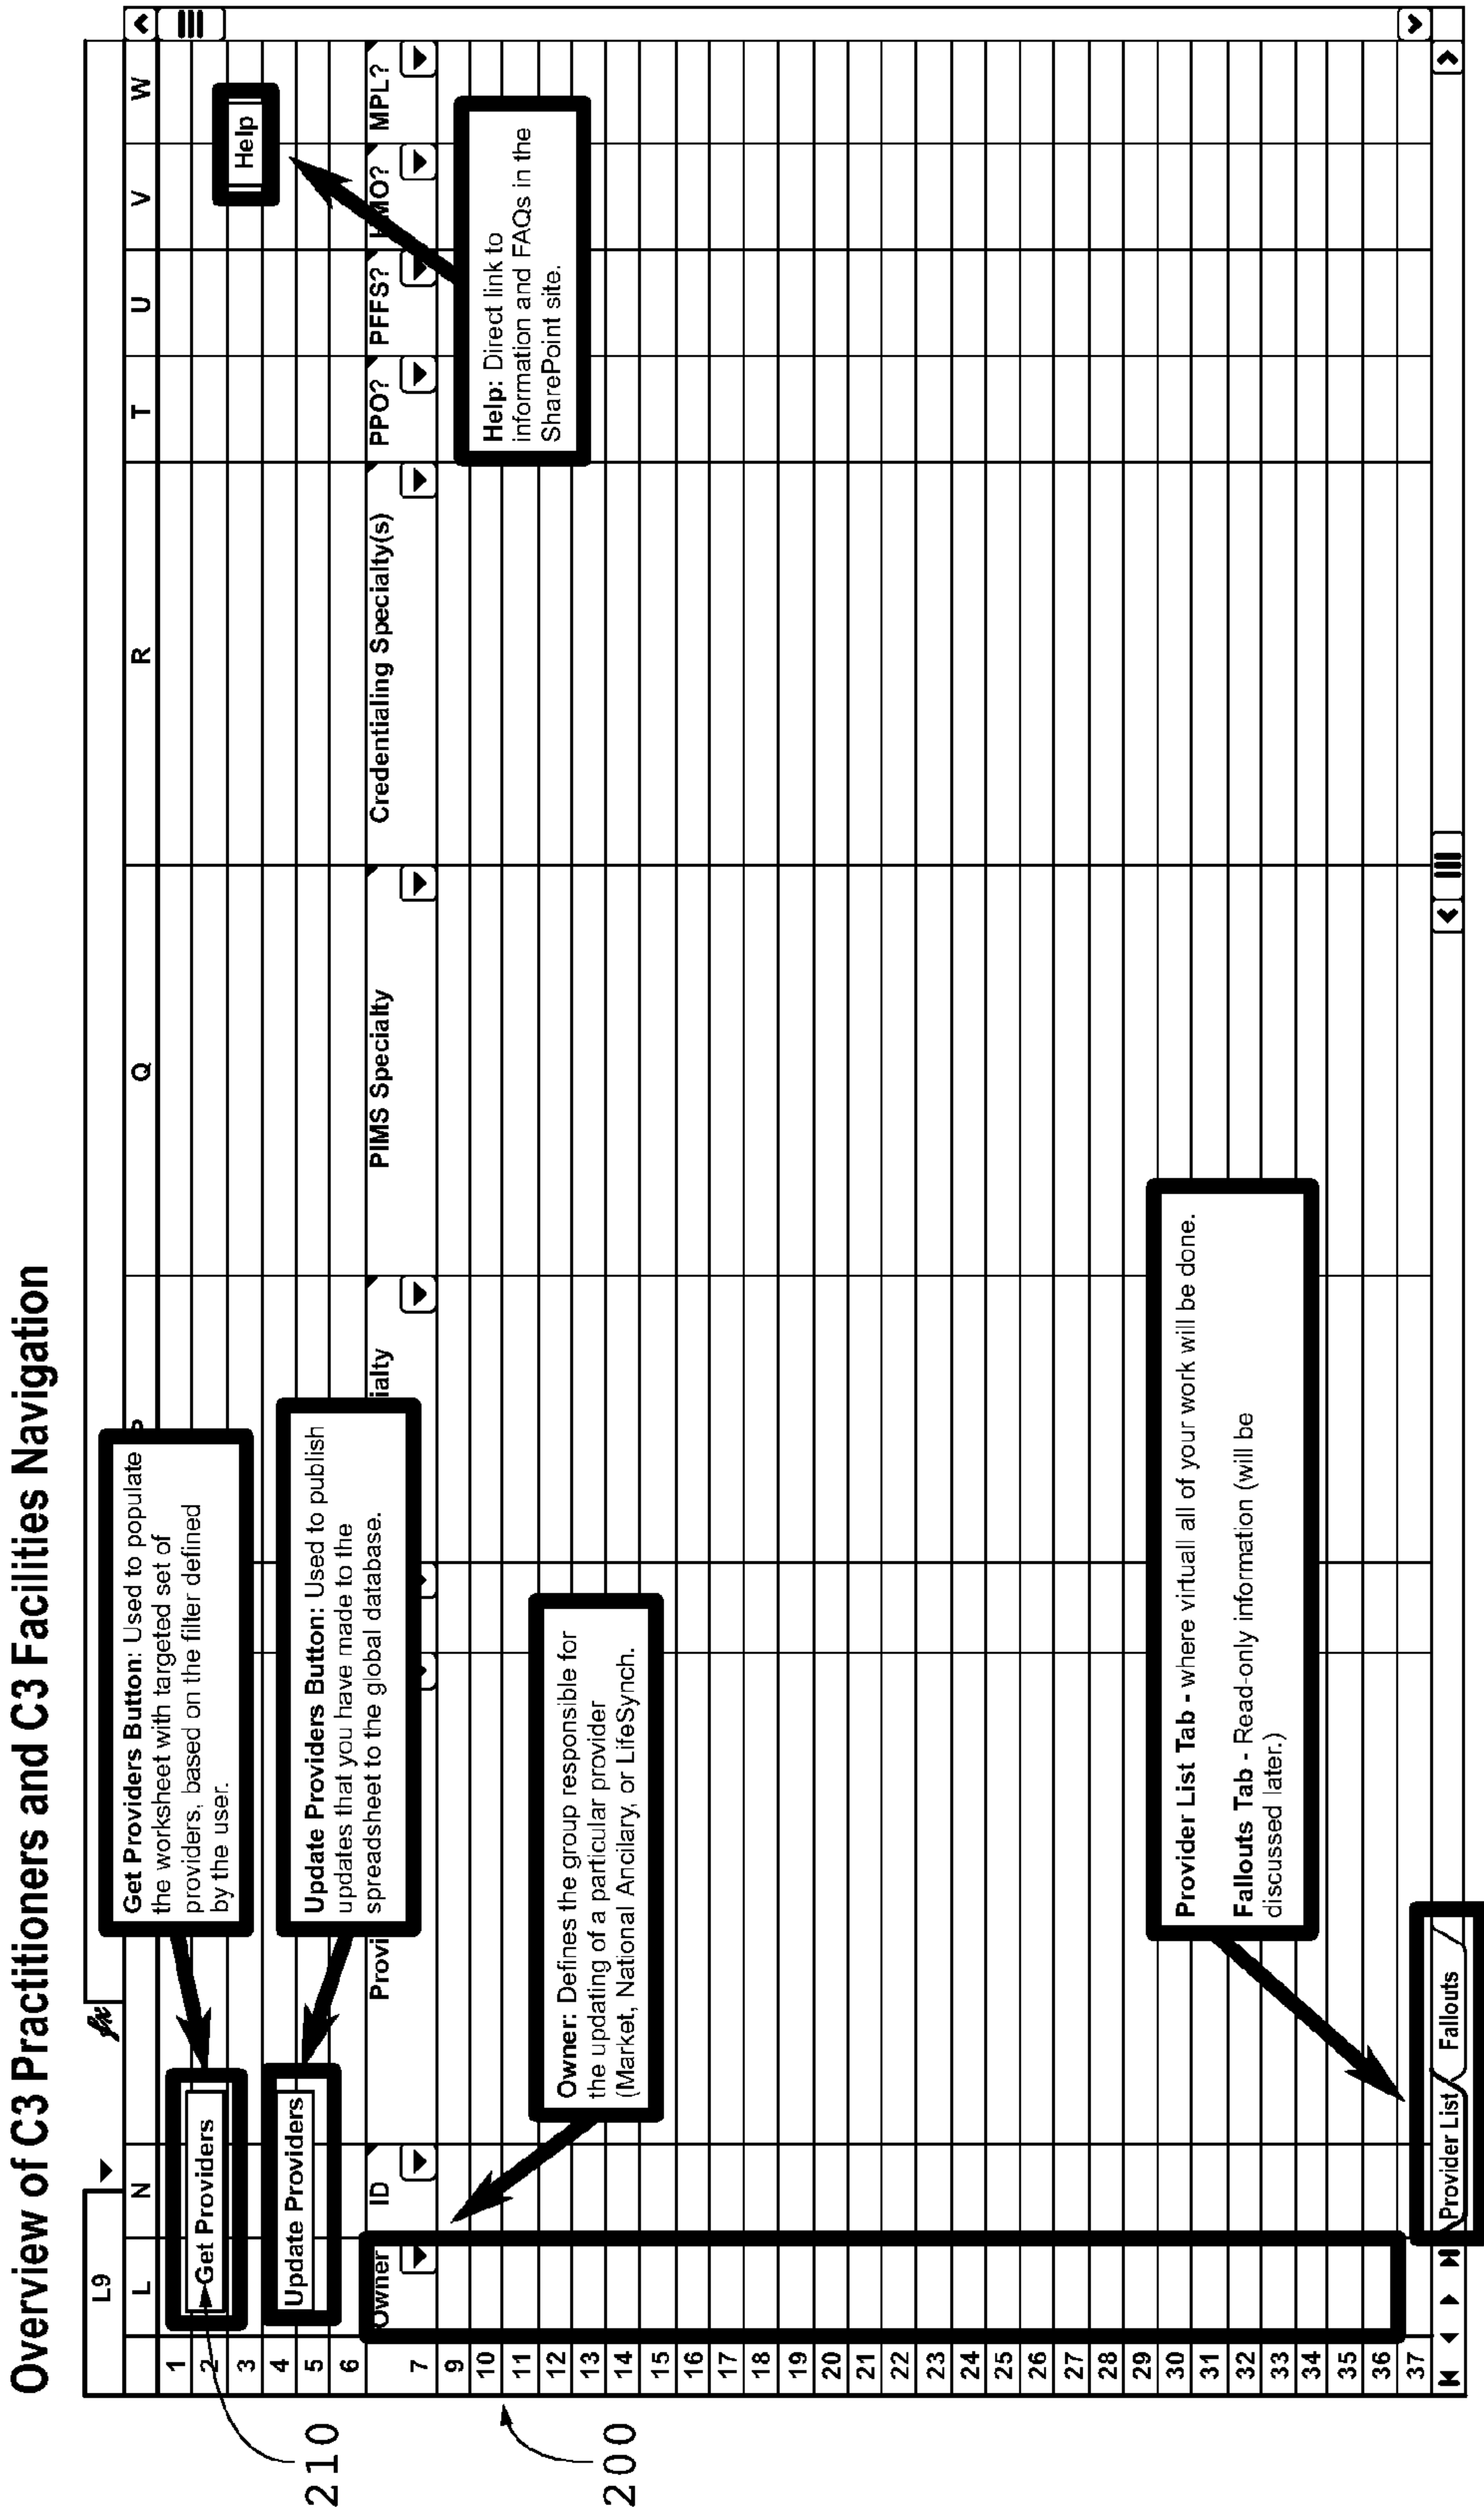 Overview of C3 Practitioners and C3 Facilities Navigation
L9
fx
L N Q R T U V W
1
2
3
4
5
6
7
9
10
11
12
13
14
15
16
17
18
19
20
21
22
23
24
25
26
27
28
29
30
31
32
33
34
35
36
37
Get Providers
Update Providers
Help
Get Providers Button: Used to populate
the worksheet with targeted set of
providers, based on the filter defined
by the user.
Update Providers Button: Used to publish
updates that you have made to the
spreadsheet to the global database.
Owner ID Provi ialty PIMS Specialty Credentialing Specialty(s) PPO? PFFS? MPL?
Help: Direct link to
information and FAQs in the
SharePoint site.
Owner: Defines the group responsible for
the updating of a particular provider
(Market, National Ancilary, or LifeSynch.
Provider List Tab - where virtuall all of your work will be done.
Fallouts Tab - Read-only information (will be
discussed later.)
Provider List Fallouts
210
200